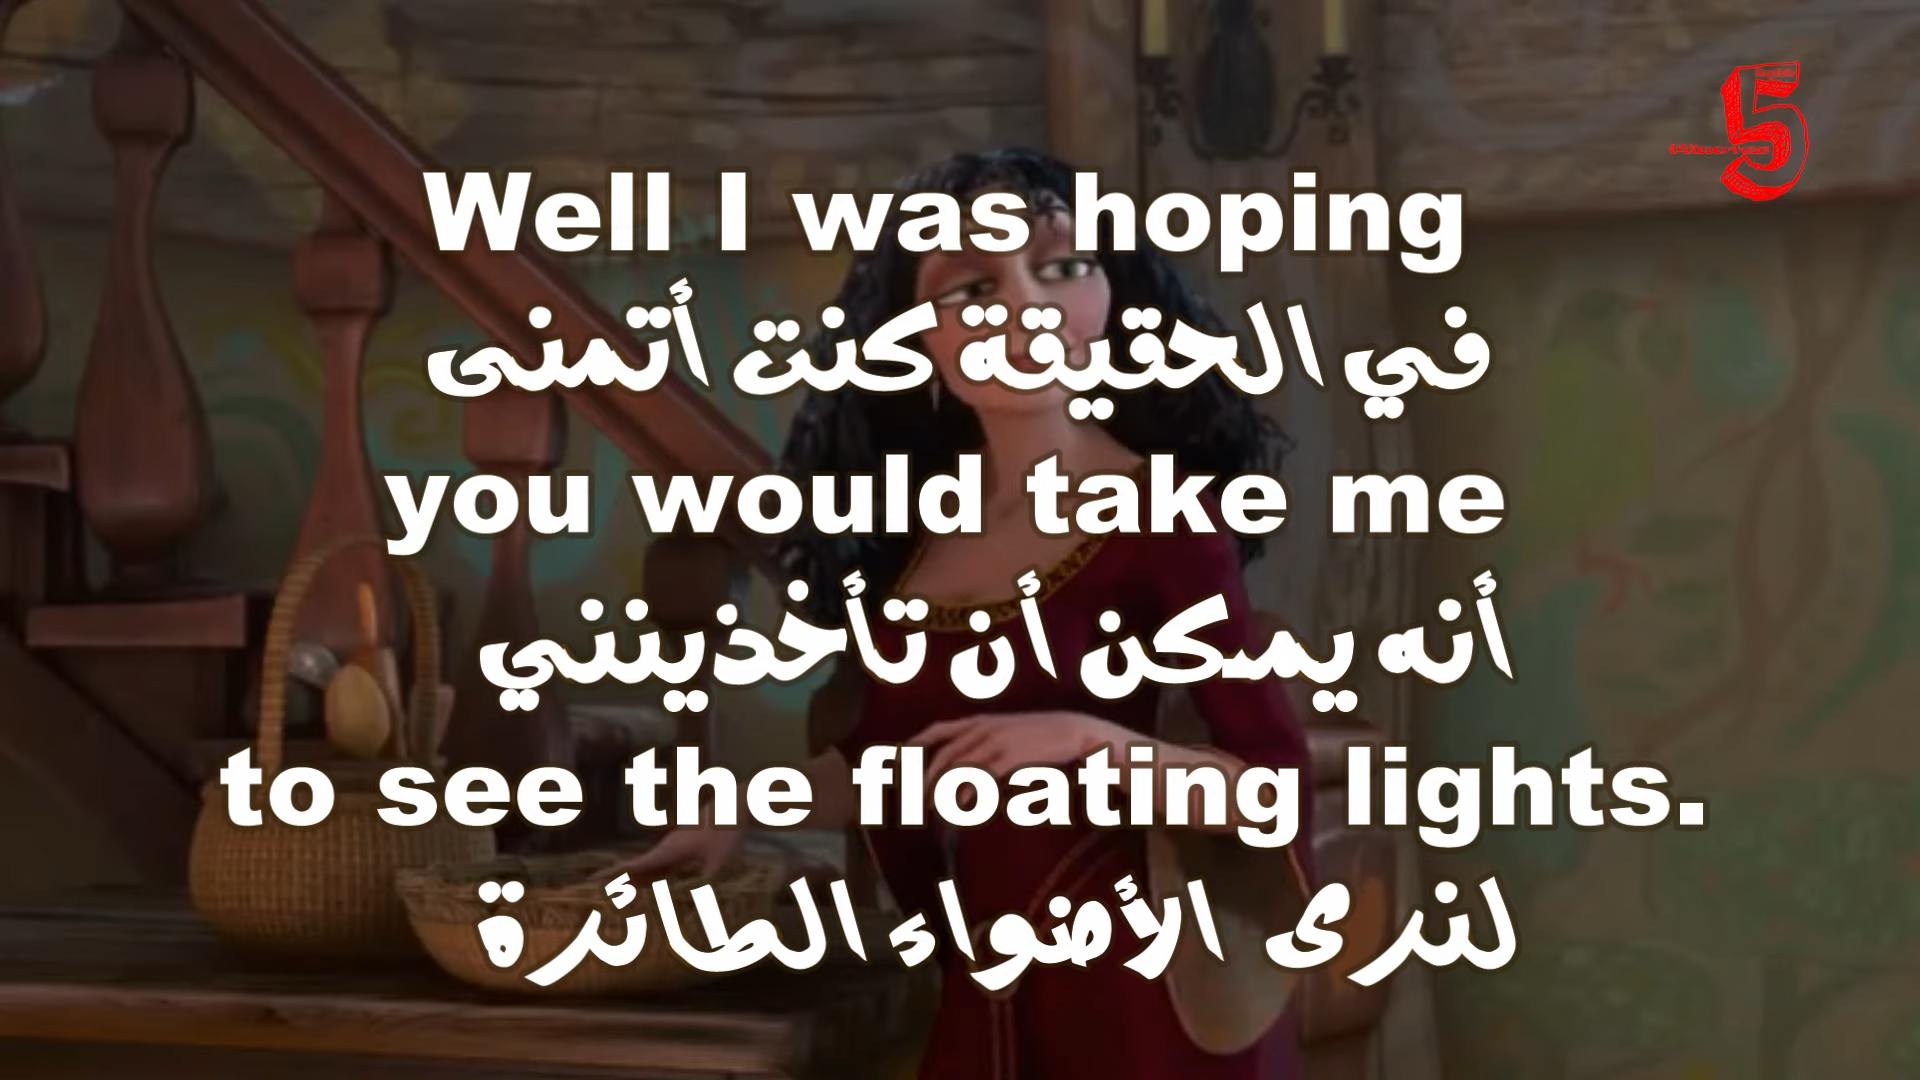 5
Well I was hoping
في الحقيقة كنت أتمنى
you would take me
أنه يمكن أن تأخذينني
to see the floating lights.
لنرى الأضواء الطائرة